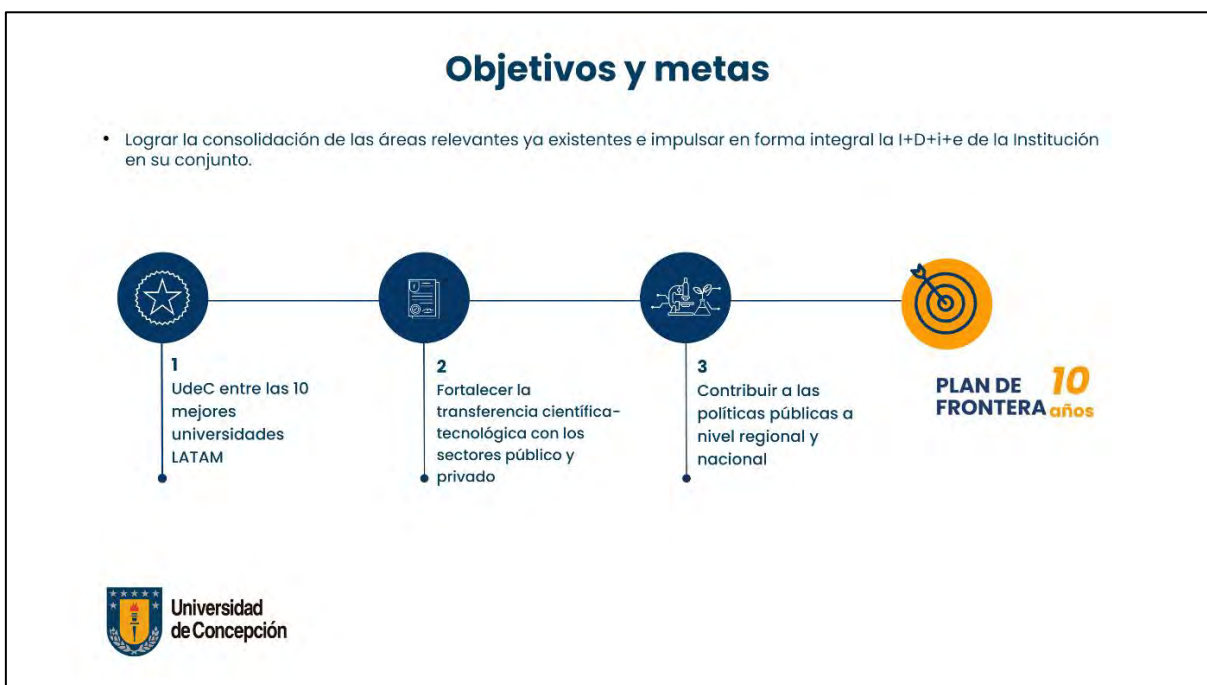 Objetivos y metas
• Lograr la consolidación de las áreas relevantes ya existentes e impulsar en forma integral la I+D+i+e de la Institución
en su conjunto.
1
UdeC entre las 10
mejores
universidades
LATAM
2
Fortalecer la
transferencia científica-
tecnológica con los
sectores público y
privado
3
Contribuir a las
políticas públicas a
nivel regional y
nacional
PLAN DE
FRONTERA
10
años
Universidad
de Concepción